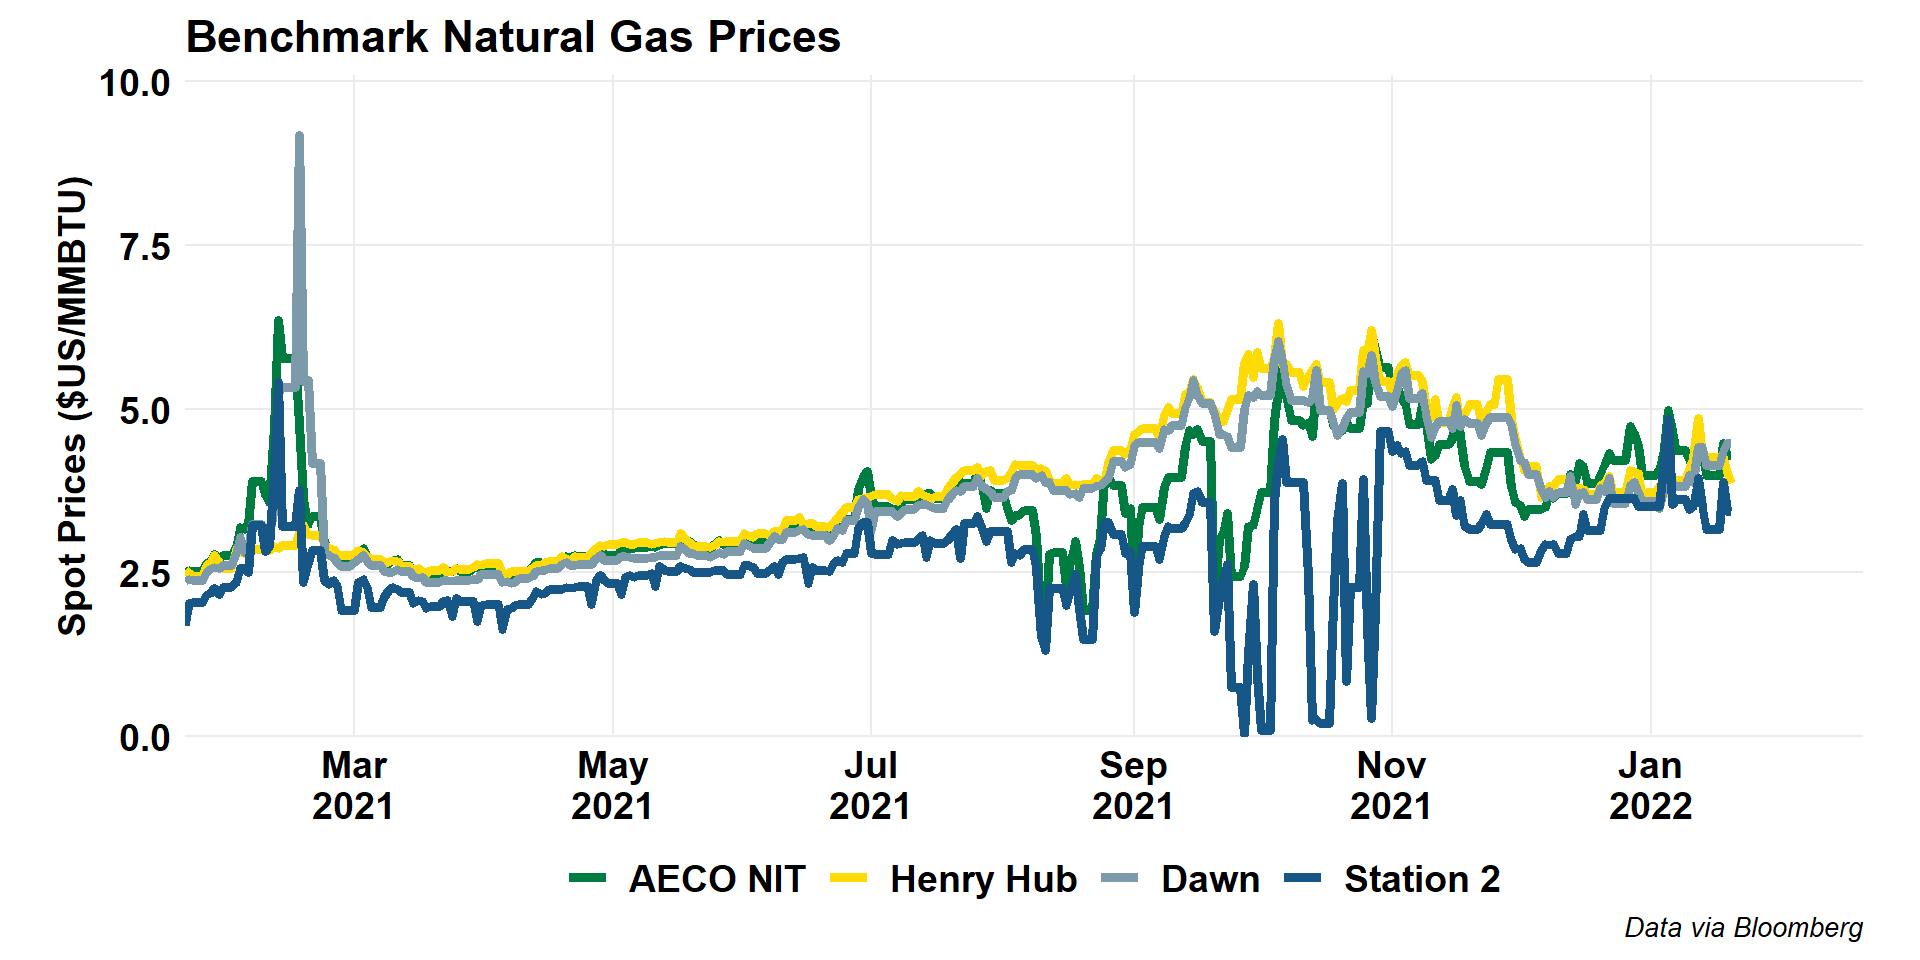 Benchmark Natural Gas Prices
Spot Prices ($US/MMBTU)
10.0
7.5
5.0
2.5
0.0
Mar
2021
May
2021
Jul
2021
Sep
2021
Nov
2021
Jan
2022
AECO NIT
Henry Hub
Dawn
Station 2
Data via Bloomberg